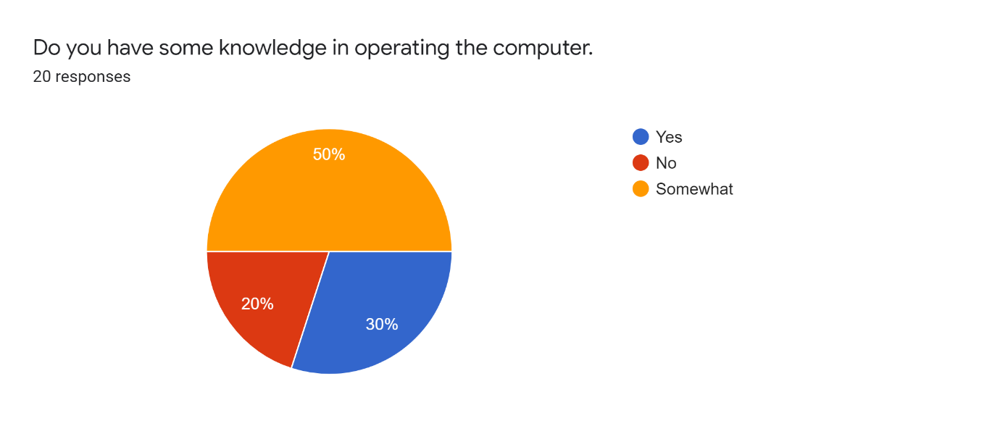 Do you have some knowledge in operating the computer.
20 responses
50%
20%
30%
Yes
No
Somewhat